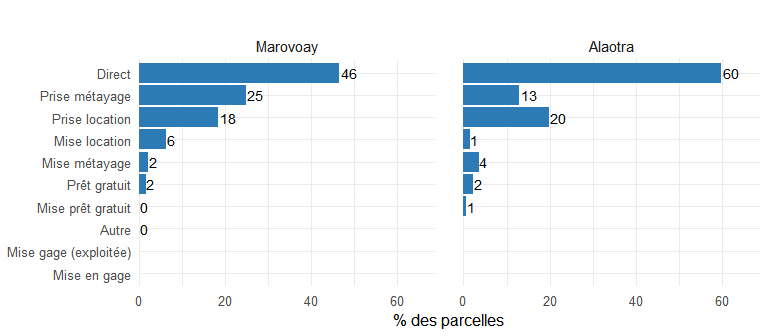 Marovoay Alaotra
Direct 46 60
Prise métayage 25 13
Prise location 18 20
Mise location 6 1
Mise métayage 2 4
Prêt gratuit 2 2
Mise prêt gratuit 0 1
Autre 0
Mise gage (exploitée)
Mise en gage
0 20 40 60 0 20 40 60
% des parcelles